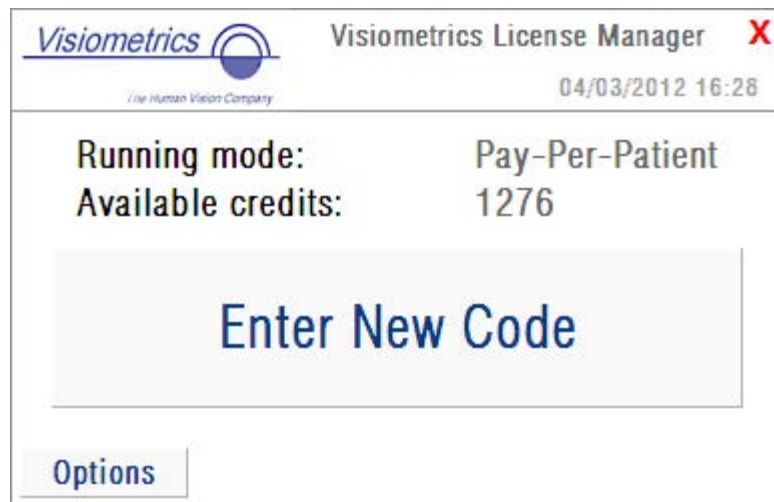 Visiometrics
The Human Vision Company
Visiometrics License Manager
X
04/03/2012 16:28
Running mode: Pay-Per-Patient
Available credits: 1276
Enter New Code
Options